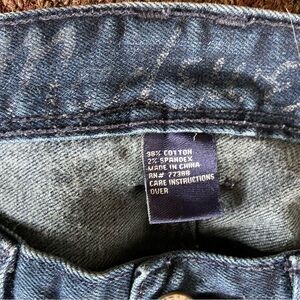 98% COTTON
2% SPANDEX
MADE IN CHINA
RN# 77388
CARE INSTRUCTIONS
OVER